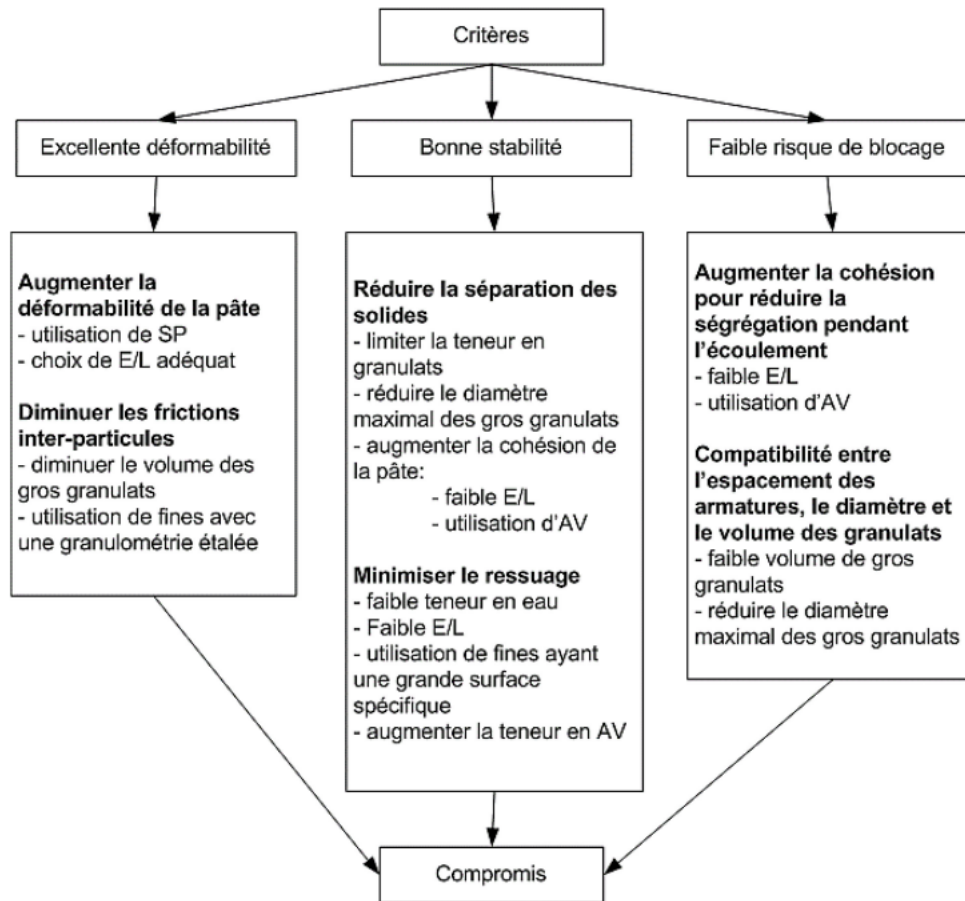 Critères
Excellente déformabilité
Bonne stabilité
Faible risque de blocage
Augmenter la
déformabilité de la pâte
- utilisation de SP
- choix de E/L adéquat
Diminuer les frictions
inter-particules
- diminuer le volume des
gros granulats
- utilisation de fines avec
une granulométrie étalée
Réduire la séparation des
solides
- limiter la teneur en
granulats
- réduire le diamètre
maximal des gros granulats
- augmenter la cohésion de
la pâte:
- faible E/L
- utilisation d'AV
Minimiser le ressuage
- faible teneur en eau
- Faible E/L
- utilisation de fines ayant
une grande surface
spécifique
- augmenter la teneur en AV
Augmenter la cohésion
pour réduire la
ségrégation pendant
l'écoulement
- faible E/L
- utilisation d'AV
Compatibilité entre
l'espacement des
armatures, le diamètre et
le volume des granulats
- faible volume de gros
granulats
- réduire le diamètre
maximal des gros granulats
Compromis